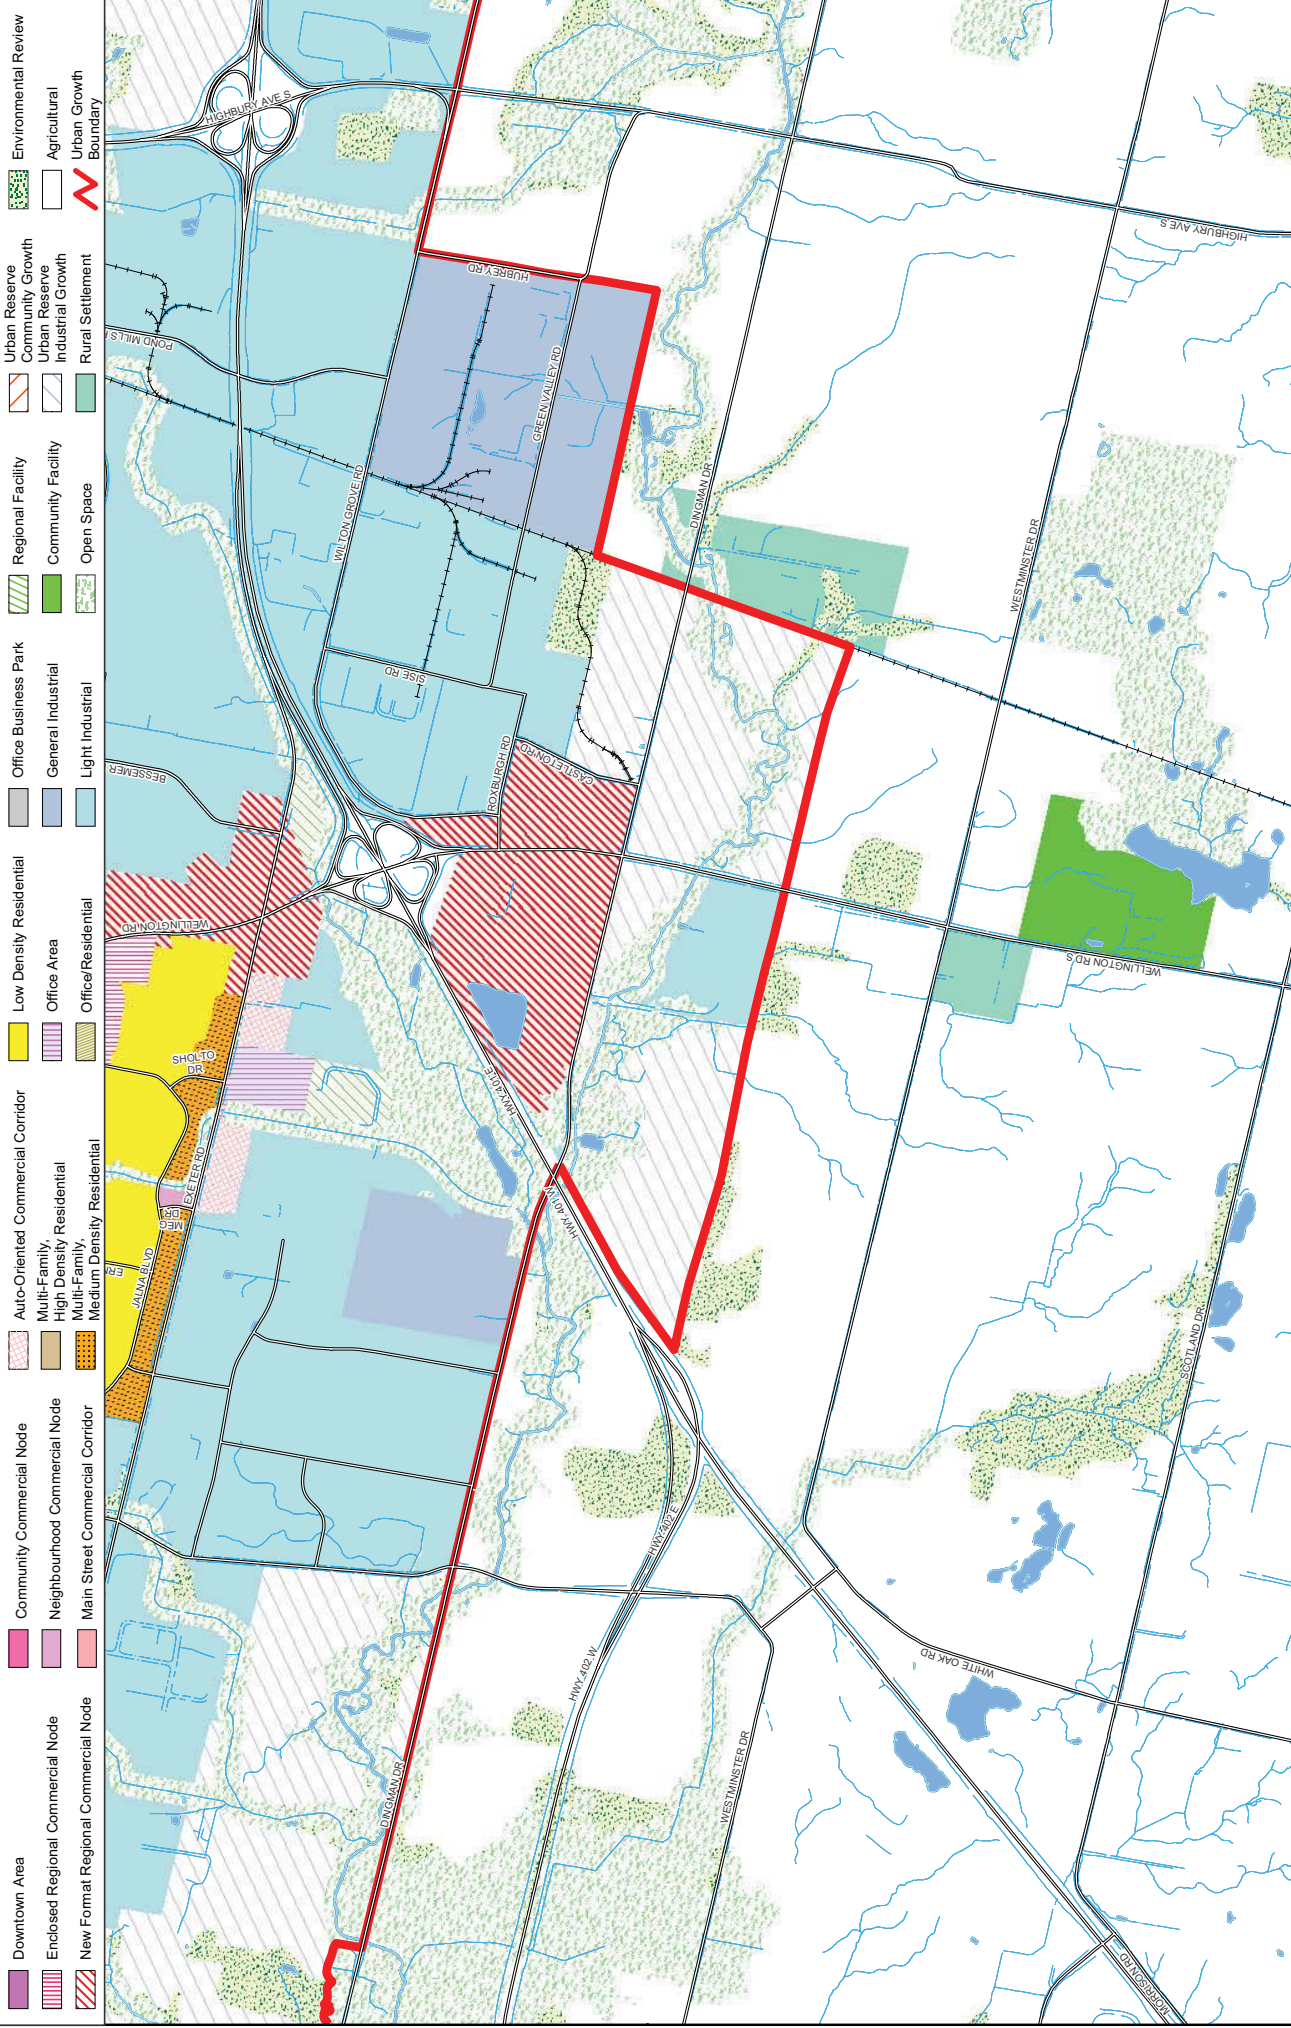 Downtown Area
Enclosed Regional Commercial Node
New Format Regional Commercial Node
Community Commercial Node
Neighbourhood Commercial Node
Main Street Commercial Corridor
Auto-Oriented Commercial Corridor
Multi-Family,
High Density Residential
Multi-Family,
Medium Density Residential
Low Density Residential
Office Area
Office/Residential
Office Business Park
General Industrial
Light Industrial
Regional Facility
Community Facility
Open Space
Urban Reserve
Community Growth
Urban Reserve
Industrial Growth
Rural Settlement
Environmental Review
Agricultural
Urban Growth
Boundary
HIGHBURY AVE S
POND MILLS
HUBREY RD
WILTON GROVE RD
GREEN VALLEY RD
HIGHBURY AVE S
DINGMAN DR
WESTMINSTER DR
SISE RD
BESSEMER
ROXBURGH RD
CASTLETON RD
WELLINGTON RD
WELLINGTON RD S
SHOLTO
DR
EXETER RD
MEG
DR
JALNA BLVD
HWY 401 E
HWY 401 W
HWY 402 E
HWY 402 W
SCOTLAND DR
WHITE OAK RD
DINGMAN DR
WESTMINSTER DR
MORRISON RD